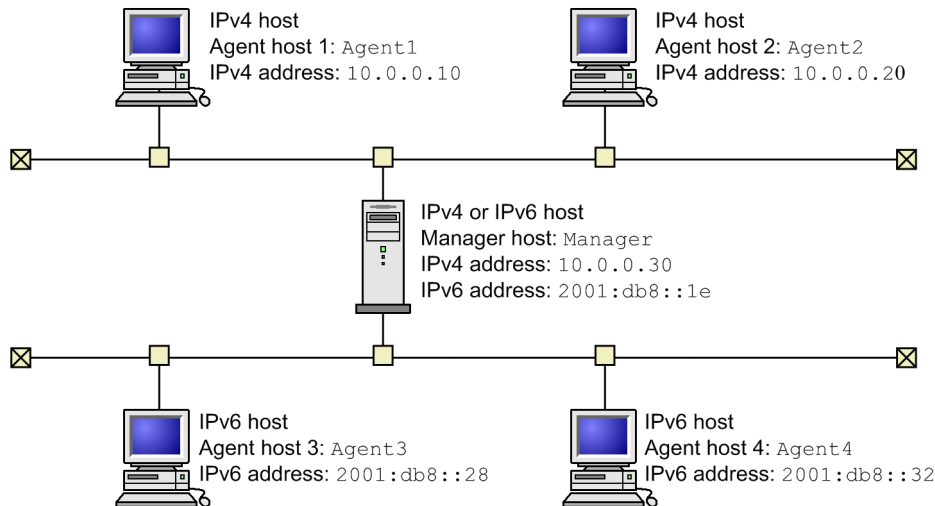 IPv4 host
Agent host 1: Agent1
IPv4 address: 10.0.0.10
IPv4 host
Agent host 2: Agent2
IPv4 address: 10.0.0.20
IPv4 or IPv6 host
Manager host: Manager
IPv4 address: 10.0.0.30
IPv6 address: 2001:db8::1e
IPv6 host
Agent host 3: Agent3
IPv6 address: 2001:db8::28
IPv6 host
Agent host 4: Agent4
IPv6 address: 2001:db8::32